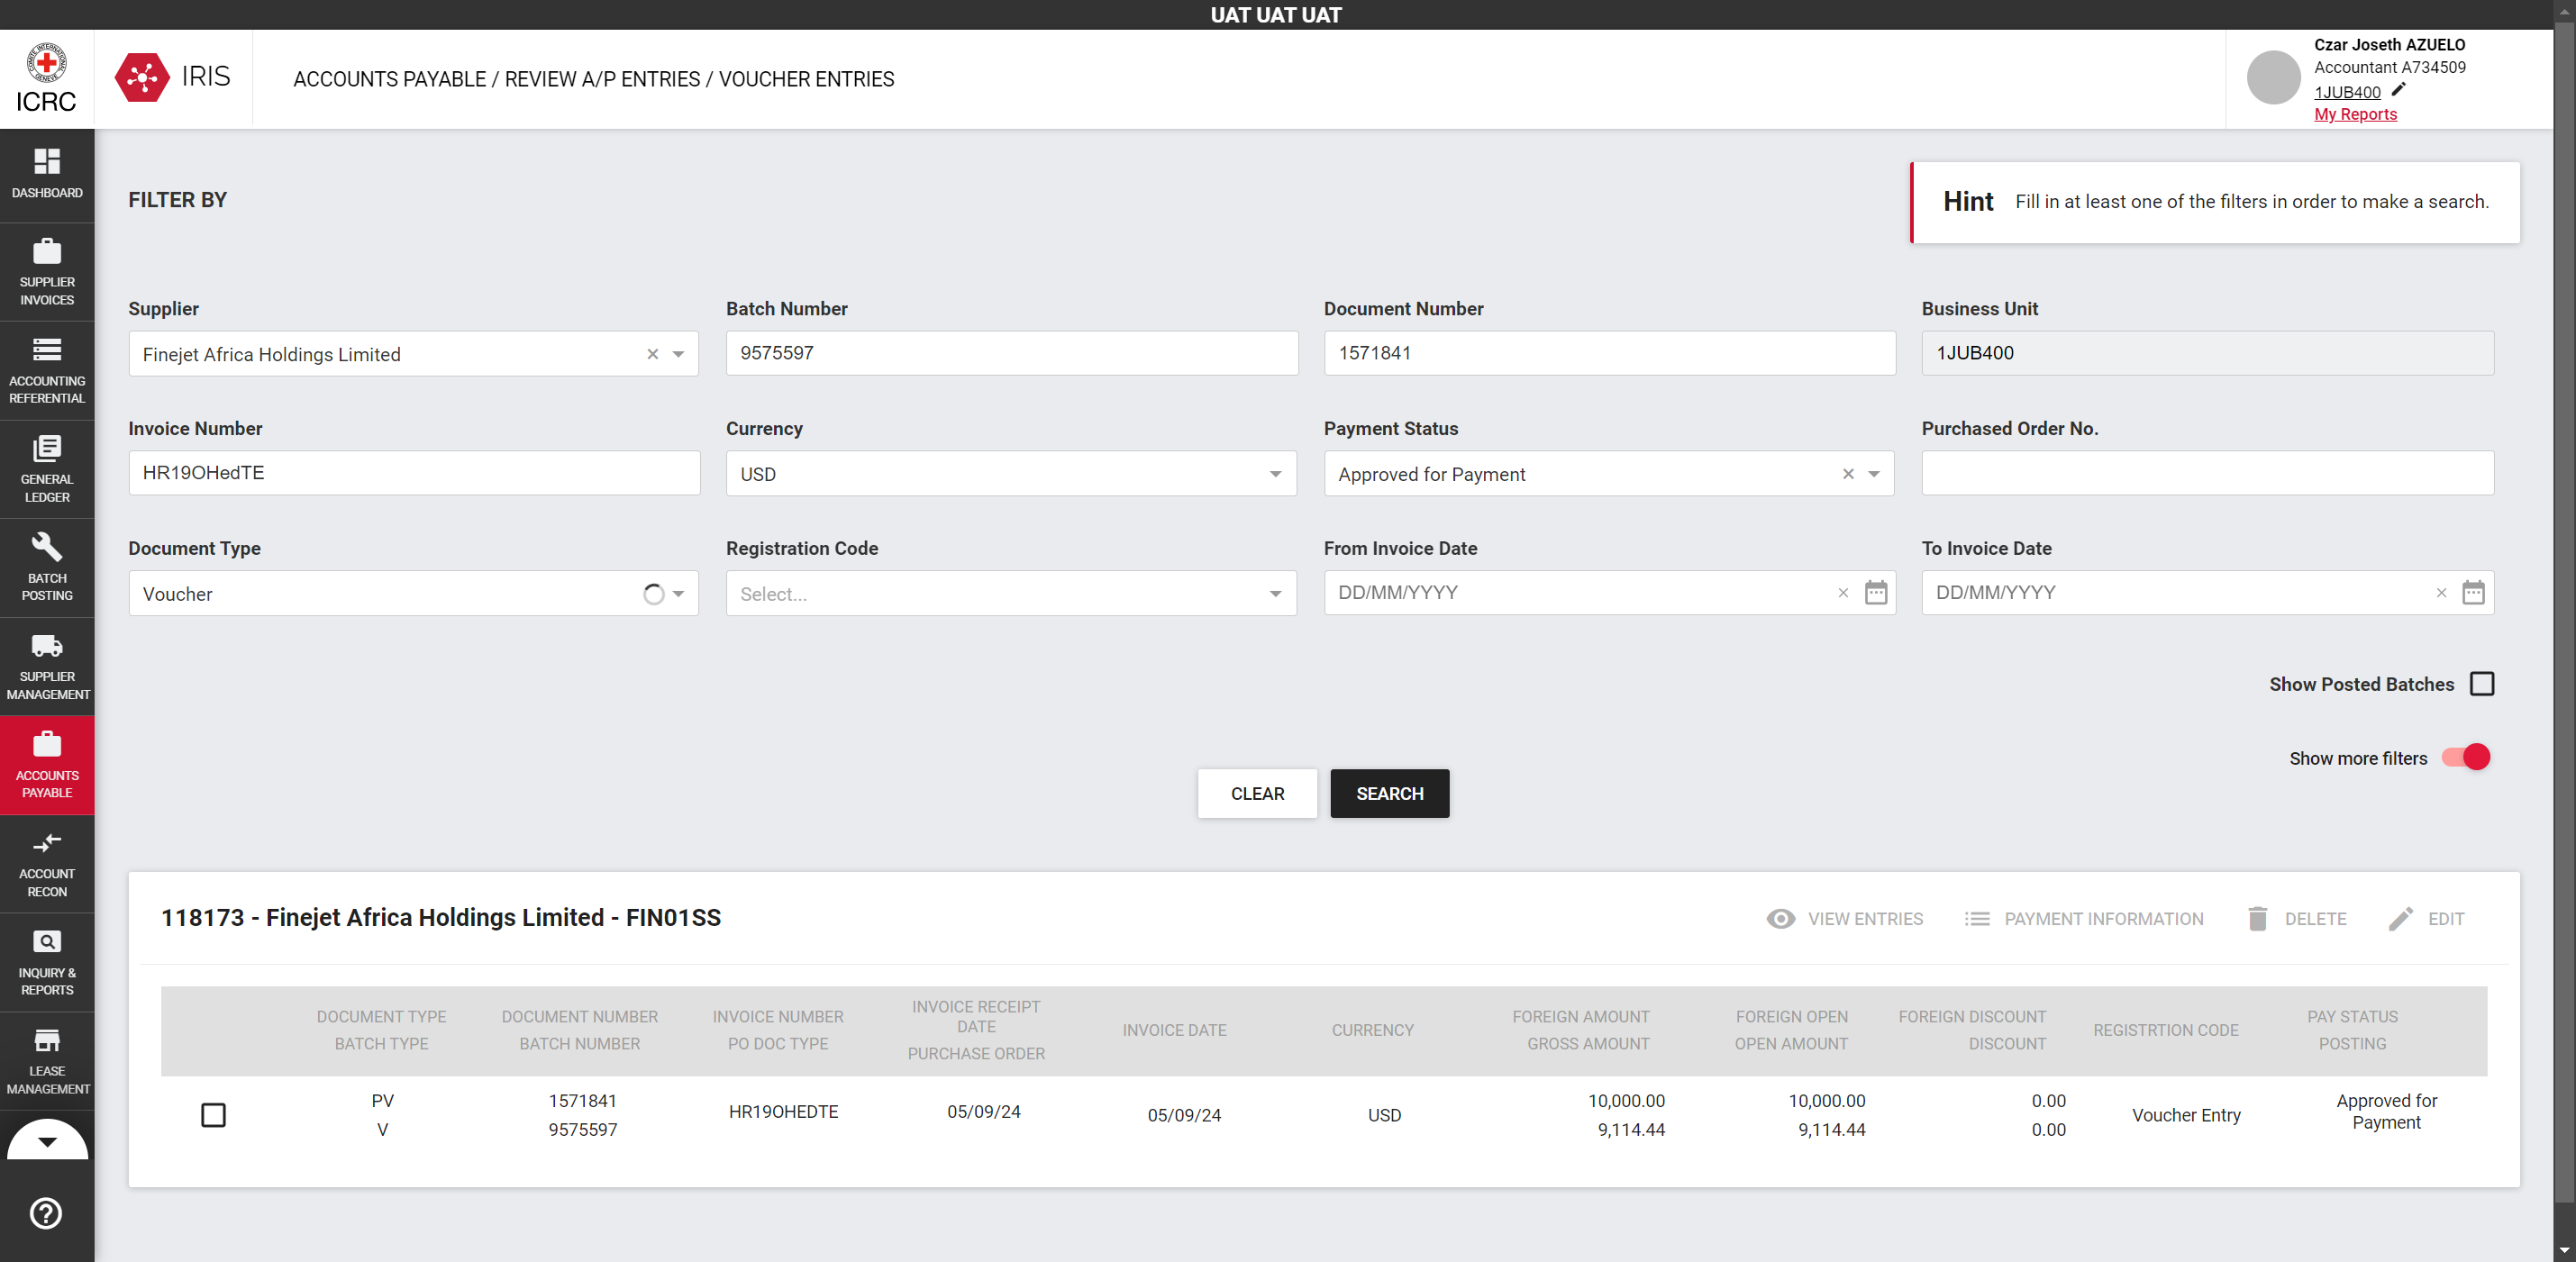 UAT UAT UAT
COMITE INTERNATIONAL GENEVE
ICRC
IRIS
ACCOUNTS PAYABLE / REVIEW A/P ENTRIES / VOUCHER ENTRIES
Czar Joseth AZUELO
Accountant A734509
1JUB400
My Reports
DASHBOARD
SUPPLIER
INVOICES
ACCOUNTING
REFERENTIAL
GENERAL
LEDGER
BATCH
POSTING
SUPPLIER
MANAGEMENT
ACCOUNTS
PAYABLE
ACCOUNT
RECON
INQUIRY &
REPORTS
LEASE
MANAGEMENT
FILTER BY
Hint Fill in at least one of the filters in order to make a search.
Supplier Batch Number Document Number Business Unit
Finejet Africa Holdings Limited 9575597 1571841 1JUB400
Invoice Number Currency Payment Status Purchased Order No.
HR19OHedTE USD Approved for Payment
Document Type Registration Code From Invoice Date To Invoice Date
Voucher Select... DD/MM/YYYY DD/MM/YYYY
Show Posted Batches
Show more filters
CLEAR SEARCH
118173 - Finejet Africa Holdings Limited - FIN01SS
VIEW ENTRIES PAYMENT INFORMATION DELETE EDIT
DOCUMENT TYPE
BATCH TYPE
DOCUMENT NUMBER
BATCH NUMBER
INVOICE NUMBER
PO DOC TYPE
INVOICE RECEIPT
DATE
PURCHASE ORDER
INVOICE DATE
CURRENCY
FOREIGN AMOUNT
GROSS AMOUNT
FOREIGN OPEN
OPEN AMOUNT
FOREIGN DISCOUNT
DISCOUNT
REGISTRTION CODE
PAY STATUS
POSTING
PV
V
1571841
9575597
HR19OHEDTE
05/09/24
05/09/24
USD
10,000.00
9,114.44
10,000.00
9,114.44
0.00
0.00
Voucher Entry
Approved for
Payment